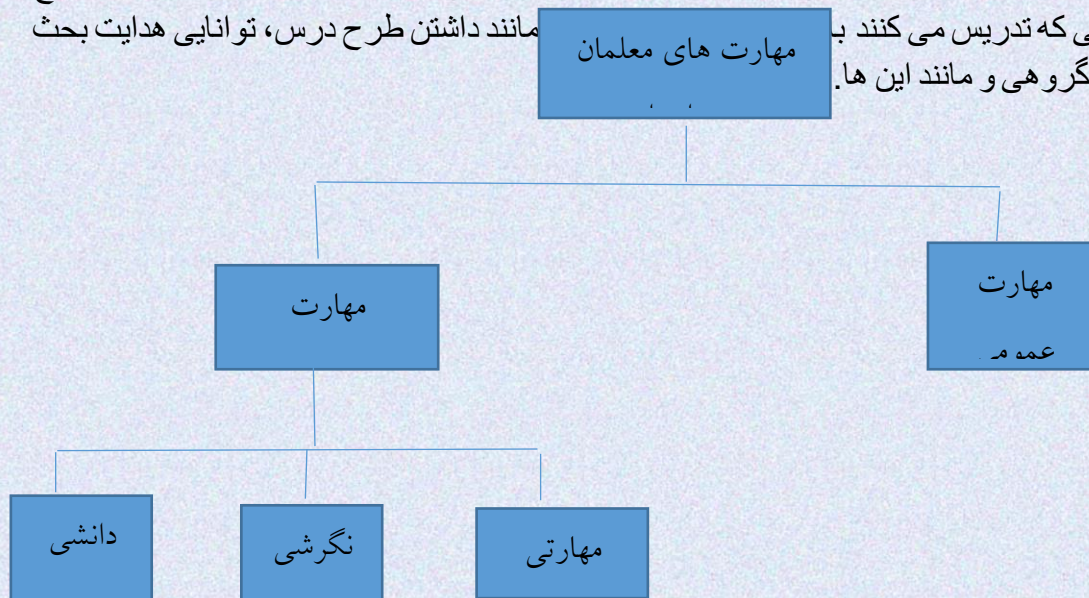 که تدریس می کنند
مانند داشتن طرح درس، توانایی هدایت بحث
گروهی و مانند این ها.
مهارت های معلمان
مهارت
عمومی
مهارت
مهارتی
نگرشی
دانشی